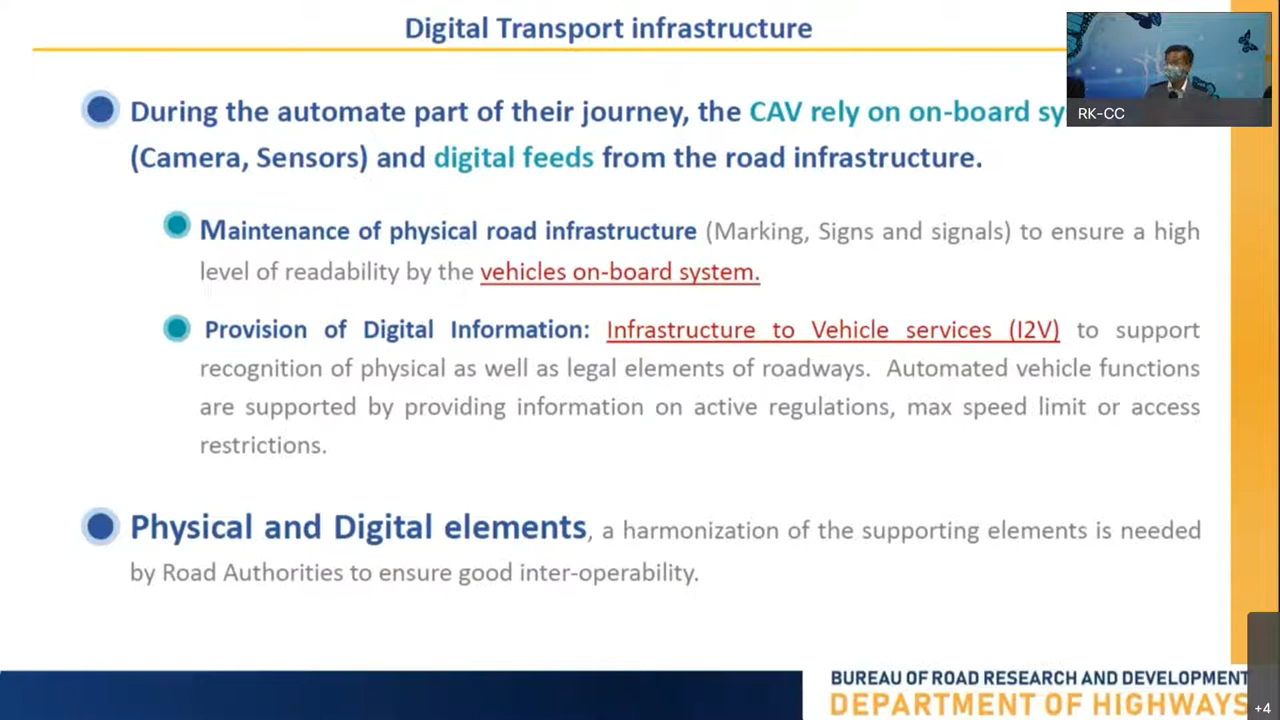 Digital Transport infrastructure
During the automate part of their journey, the CAV rely on on-board sy
(Camera, Sensors) and digital feeds from the road infrastructure.
Maintenance of physical road infrastructure (Marking, Signs and signals) to ensure a high
level of readability by the vehicles on-board system.
Provision of Digital Information: Infrastructure to Vehicle services (I2V) to support
recognition of physical as well as legal elements of roadways. Automated vehicle functions
are supported by providing information on active regulations, max speed limit or access
restrictions.
Physical and Digital elements, a harmonization of the supporting elements is needed
by Road Authorities to ensure good inter-operability.
RK-CC
BUREAU OF ROAD RESEARCH AND DEVELOPMENT
DEPARTMENT OF HIGHWAYS
+4